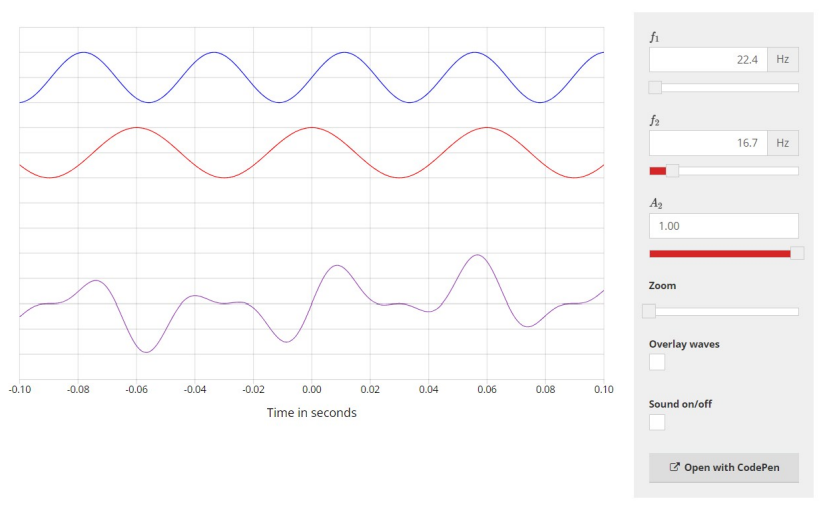 f1
22.4 Hz
f2
16.7 Hz
A2
1.00
Zoom
Overlay waves
Sound on/off
Open with CodePen
-0.10 -0.08 -0.06 -0.04 -0.02 0.00 0.02 0.04 0.06 0.08 0.10
Time in seconds